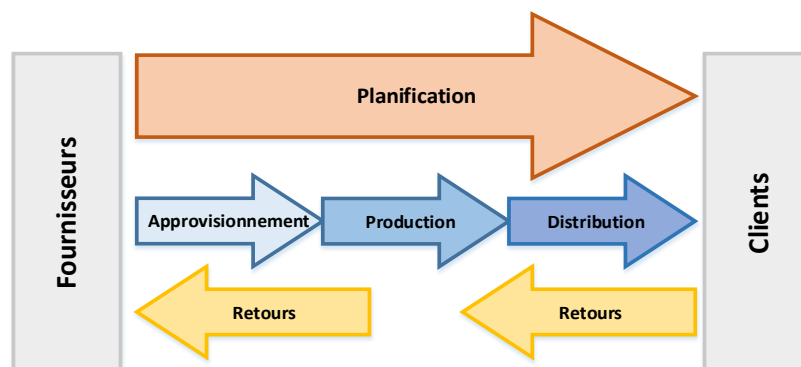 Fournisseurs
Planification
Approvisionnement
Production
Distribution
Retours
Retours
Clients